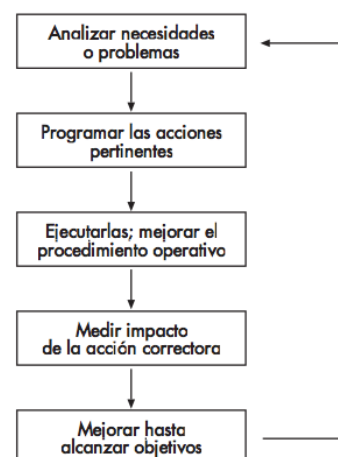 Analizar necesidades
o problemas
Programar las acciones
pertinentes
Ejecutarlas; mejorar el
procedimiento operativo
Medir impacto
de la acción correctora
Mejorar hasta
alcanzar objetivos